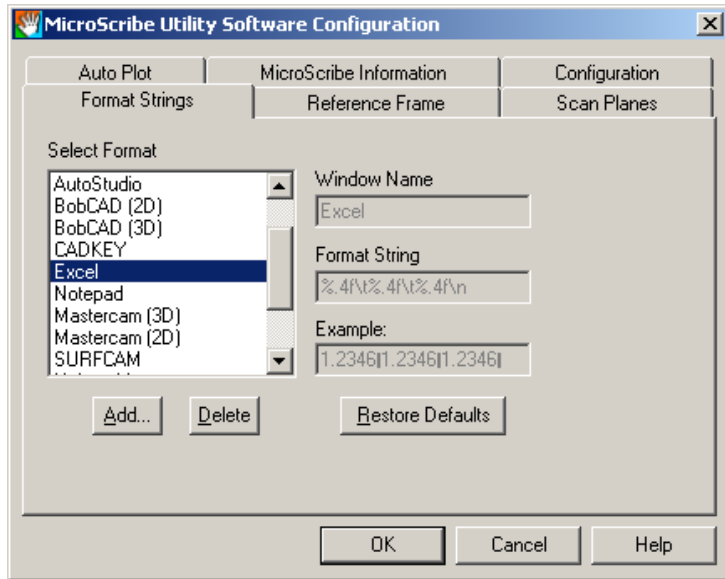 MicroScribe Utility Software Configuration
Auto Plot
MicroScribe Information
Configuration
Format Strings
Reference Frame
Scan Planes
Select Format
AutoStudio
BobCAD (2D)
BobCAD (3D)
CADKEY
Excel
Notepad
Mastercam (3D)
Mastercam (2D)
SURFCAM
Window Name
Excel
Format String
%.4f\t%.4f\t%.4f\n
Example:
1.2346|1.2346|1.2346|
Add...
Delete
Restore Defaults
OK
Cancel
Help